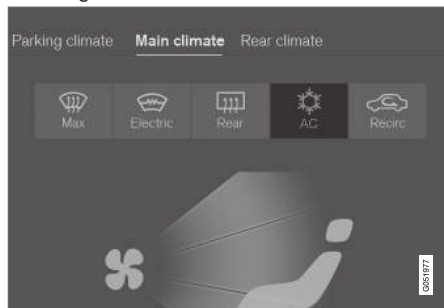 Parking climate Main climate Rear climate
Max Electric Rear AC Recirc
G051977